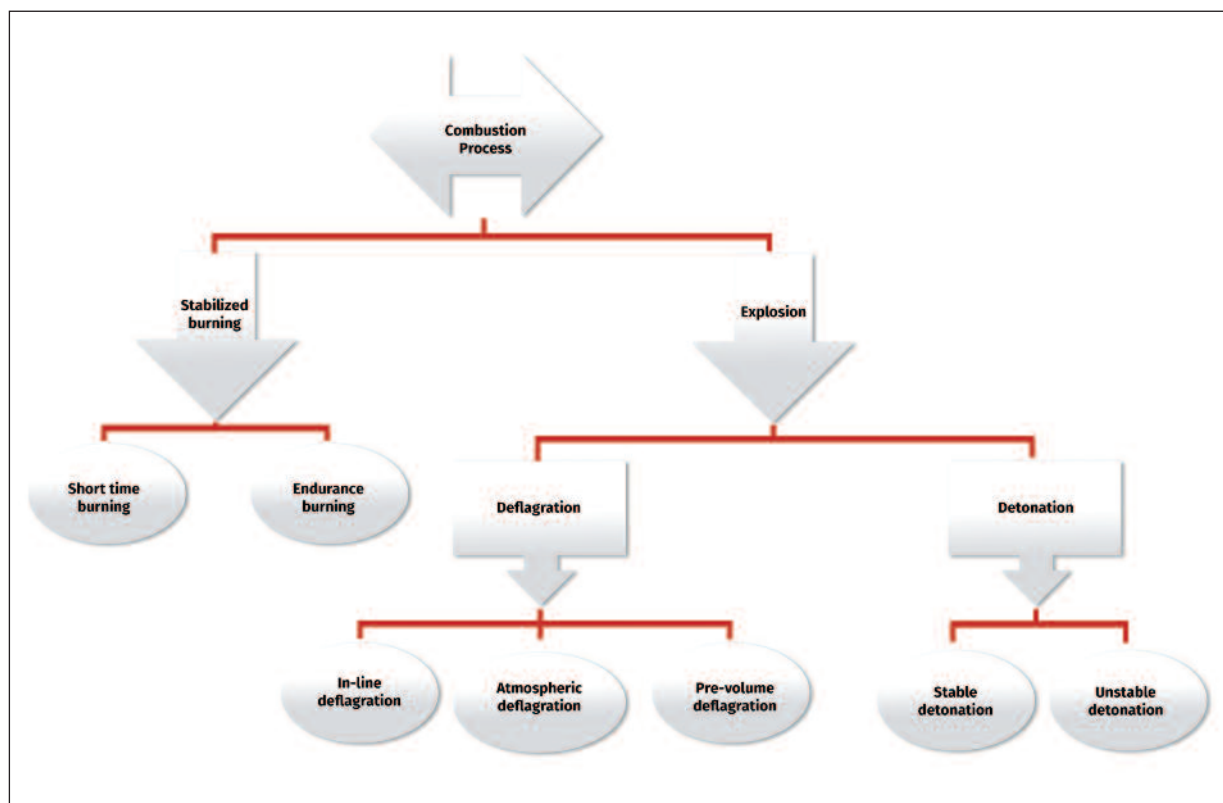 Combustion
Process
Stabilized
burning
Explosion
Short time
burning
Endurance
burning
Deflagration
Detonation
In-line
deflagration
Atmospheric
deflagration
Pre-volume
deflagration
Stable
detonation
Unstable
detonation